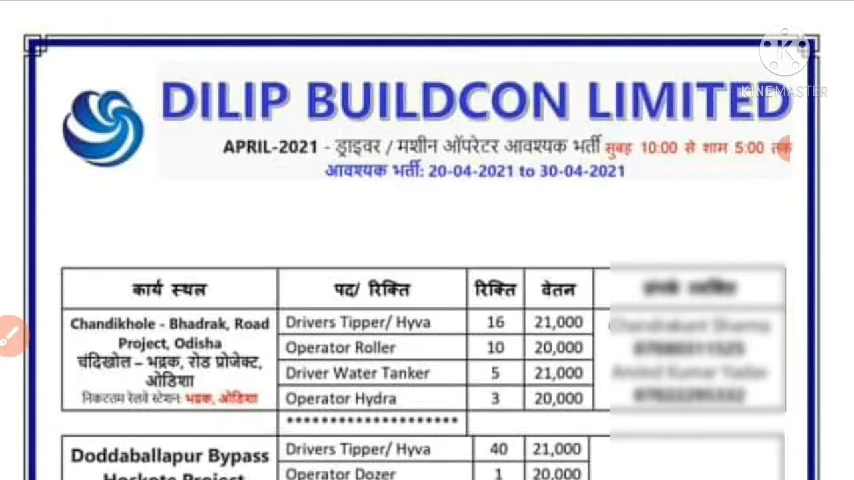 KINEMASTER
DILIP BUILDCON LIMITED
APRIL-2021 - ड्राइवर / मशीन ऑपरेटर आवश्यक भर्ती सुबह 10:00 से शाम 5:00 तक
आवश्यक भर्ती: 20-04-2021 to 30-04-2021
कार्य स्थल पद/ रिक्ति रिक्ति वेतन
Chandikhole - Bhadrak, Road
Project, Odisha
चंदिखोल – भद्रक, रोड प्रोजेक्ट,
ओडिशा
निकटतम रेलवे स्टेशन: भद्रक, ओडिशा
Drivers Tipper/ Hyva 16 21,000
Operator Roller 10 20,000
Driver Water Tanker 5 21,000
Operator Hydra 3 20,000
********************
Doddaballapur Bypass
Hoskote Project
Drivers Tipper/ Hyva 40 21,000
Operator Dozer 1 20,000